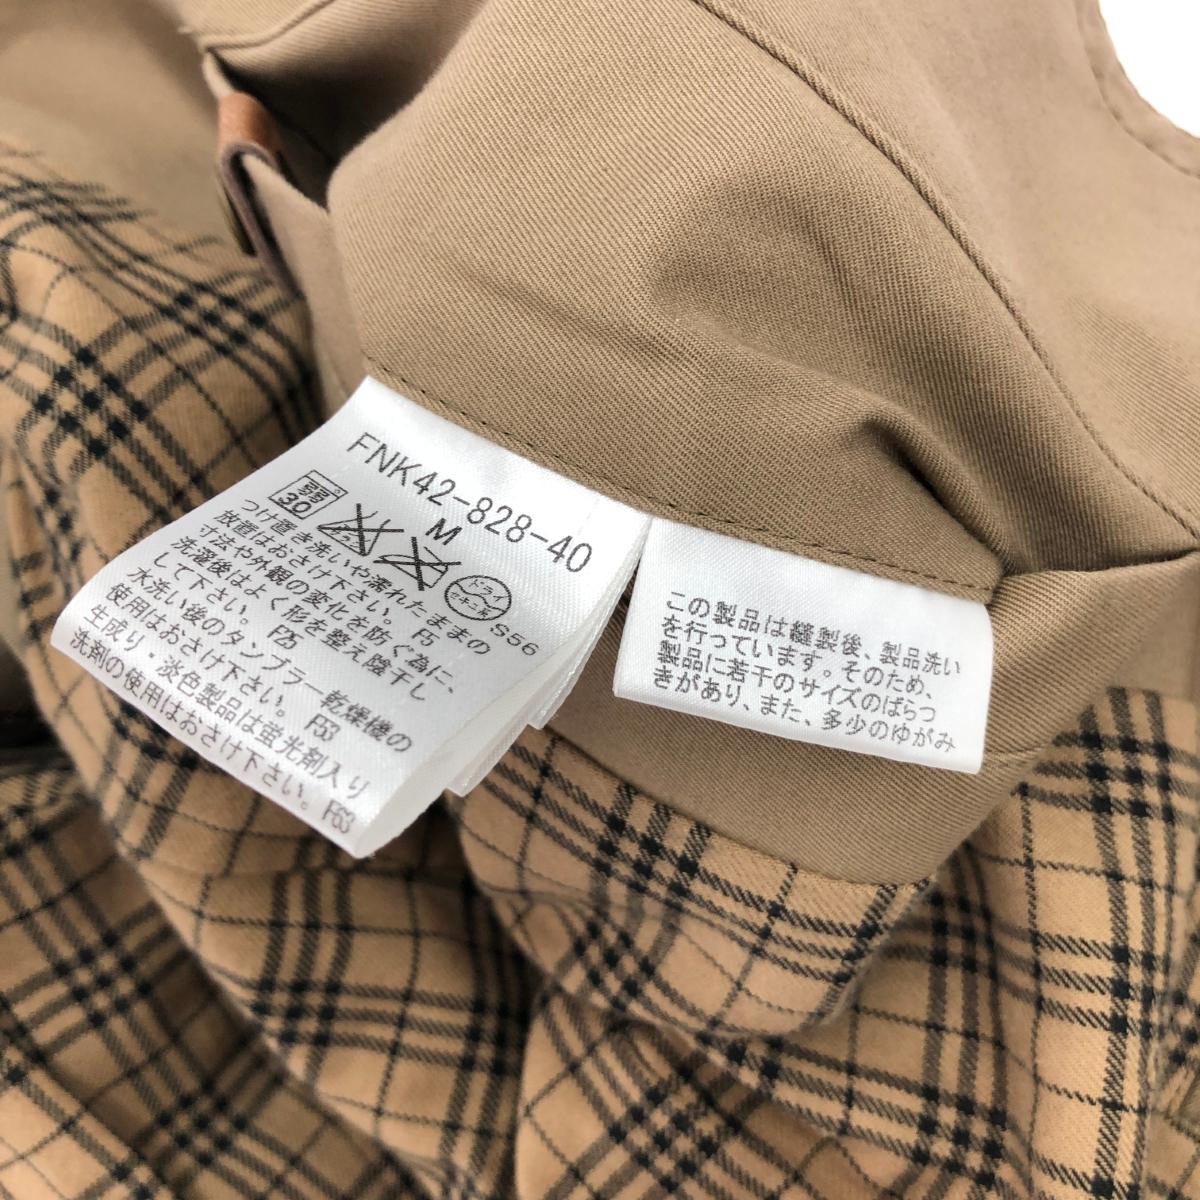 FNK42-828-40
M
弱
30
ドライ
セキユ系
S56
つけ置き洗いや濡れたままの
放置はおさけ下さい。 F5
寸法や外観の変化を防ぐ為に、
洗濯後はよく形を整え陰干し
して下さい。 F25
水洗い後のタンブラー乾燥機の
使用はおさけ下さい。 F53
生成り・淡色製品は蛍光剤入り
洗剤の使用はおさけ下さい。 F63
この製品は縫製後、製品洗い
を行っています。そのため、
製品に若干のサイズのばらつ
きがあり、また、多少のゆがみ